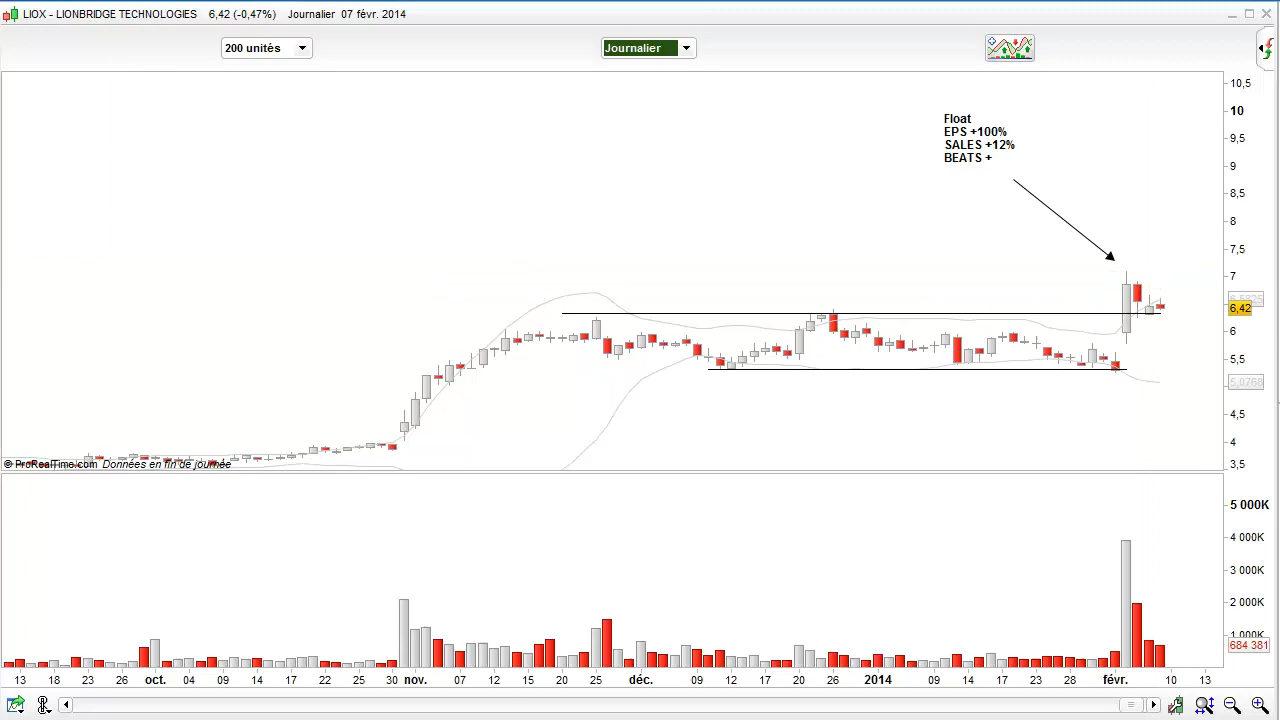 LIOX - LIONBRIDGE TECHNOLOGIES 6,42 (-0,47%) Journalier 07 févr. 2014
200 unités Journalier
10,5
10
Float
EPS +100%
SALES +12%
BEATS +
9,5
9
8,5
8
7,5
7
6,5825
6,42
6
5,5
5,0768
4,5
4
3,5
© ProRealTime.com Données en fin de journée
5 000K
4 000K
3 000K
2 000K
1 000K
684 381
13 18 23 26 oct. 04 09 14 17 22 25 30 nov. 07 12 15 20 25 déc. 09 12 17 20 26 2014 09 14 17 23 28 févr. 10 13